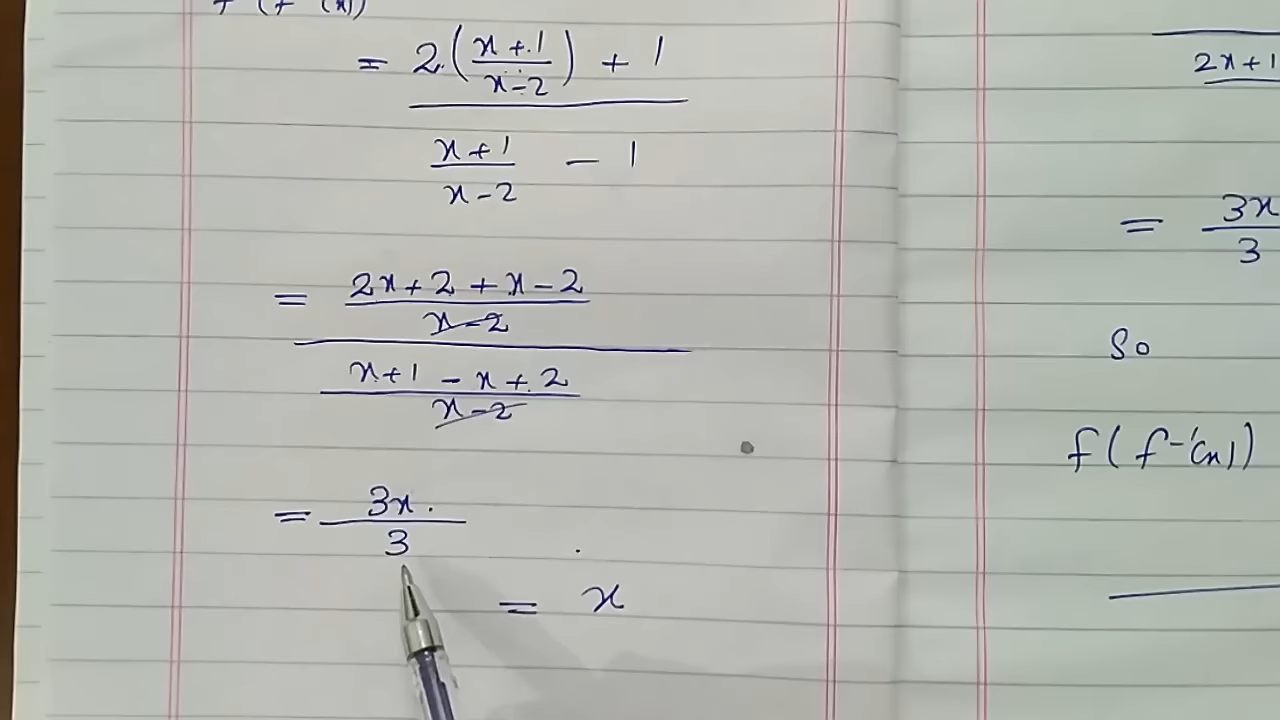 = 2(x+1/x-2) + 1
x+1/x-2 - 1
= 2x+2+x-2/x-2
x+1-x+2/x-2
= 3x/3
= x
2x+1
= 3x/3
So
f(f⁻¹(x))